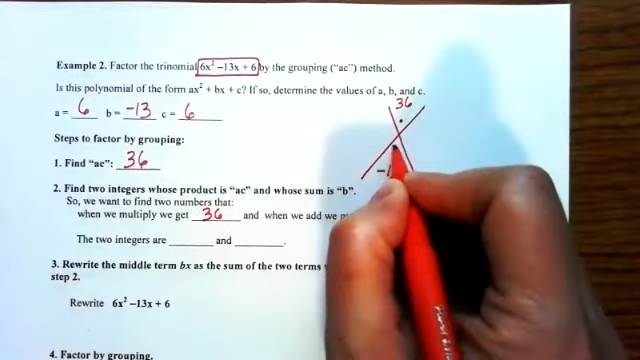 Example 2. Factor the trinomial 6x² −13x + 6 by the grouping ("ac") method.
Is this polynomial of the form ax² + bx + c? If so, determine the values of a, b, and c.
36
a = 6 b = −13 c = 6
Steps to factor by grouping:
1. Find "ac": 36
2. Find two integers whose product is "ac" and whose sum is "b".
So, we want to find two numbers that:
when we multiply we get 36 and when we add we
The two integers are ______ and ______.
3. Rewrite the middle term bx as the sum of the two terms
step 2.
Rewrite 6x² −13x + 6
4. Factor by grouping.